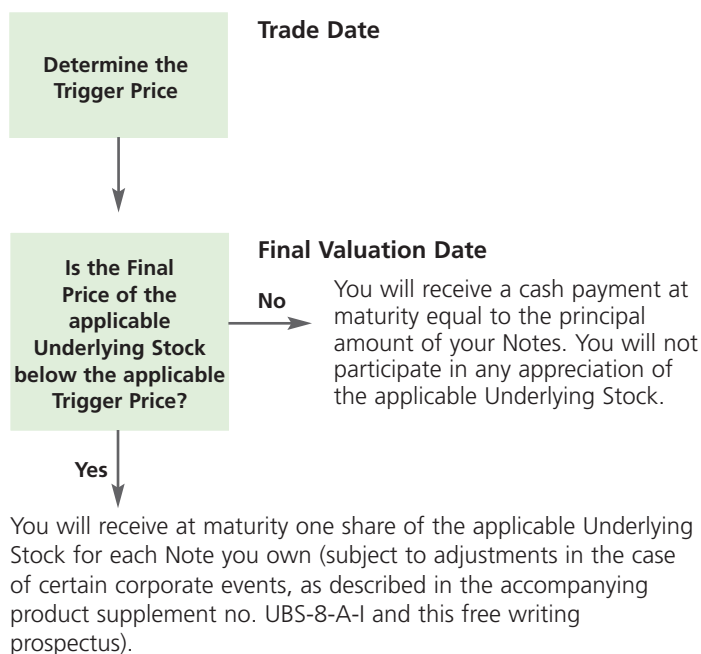 Trade Date
Determine the
Trigger Price
Final Valuation Date
Is the Final
Price of the
applicable
Underlying Stock
below the applicable
Trigger Price?
No
You will receive a cash payment at
maturity equal to the principal
amount of your Notes. You will not
participate in any appreciation of
the applicable Underlying Stock.
Yes
You will receive at maturity one share of the applicable Underlying
Stock for each Note you own (subject to adjustments in the case
of certain corporate events, as described in the accompanying
product supplement no. UBS-8-A-I and this free writing
prospectus).